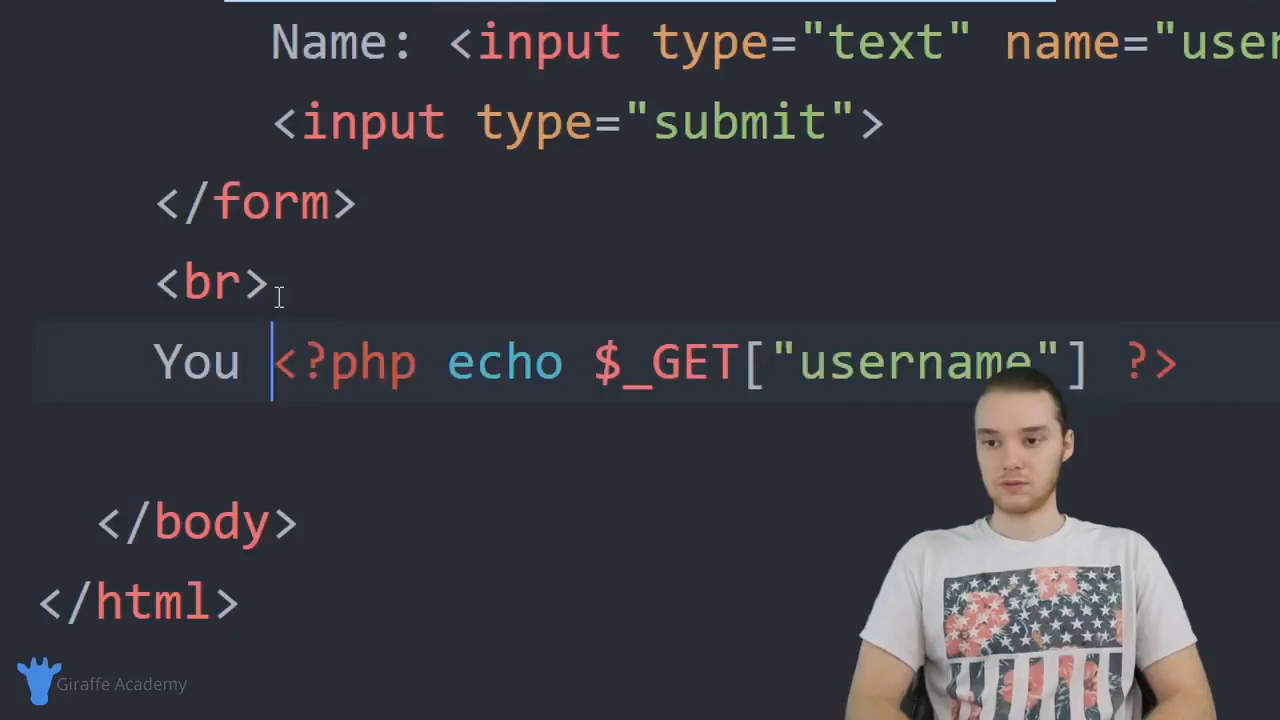 Name: <input type="text" name="user
<input type="submit">
</form>
<br>
You <?php echo $_GET["username"] ?>
</body>
</html>
Giraffe Academy